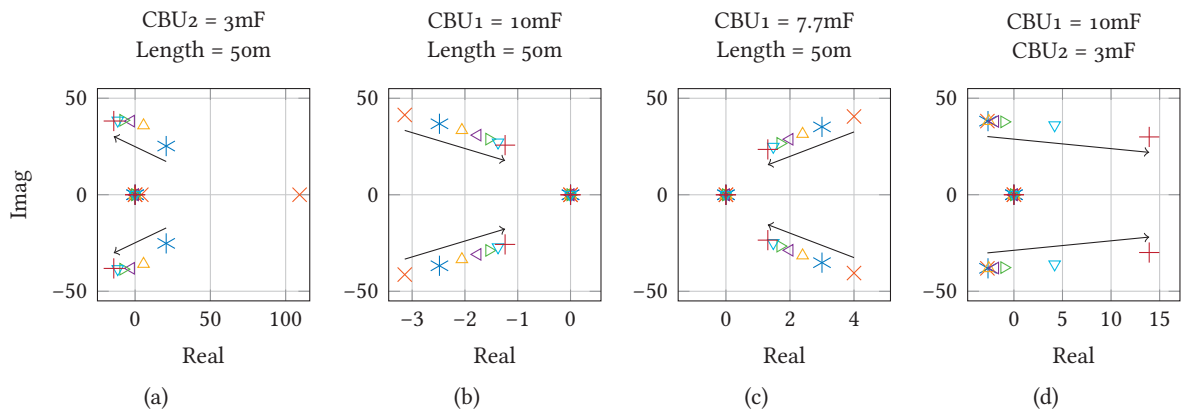 CBU2 = 3mF
Length = 50m
CBU1 = 10mF
Length = 50m
CBU1 = 7.7mF
Length = 50m
CBU1 = 10mF
CBU2 = 3mF
Imag
50
0
−50
0
50
100
Real
(a)
50
0
−50
−3
−2
−1
0
Real
(b)
50
0
−50
0
2
4
Real
(c)
50
0
−50
0
5
10
15
Real
(d)